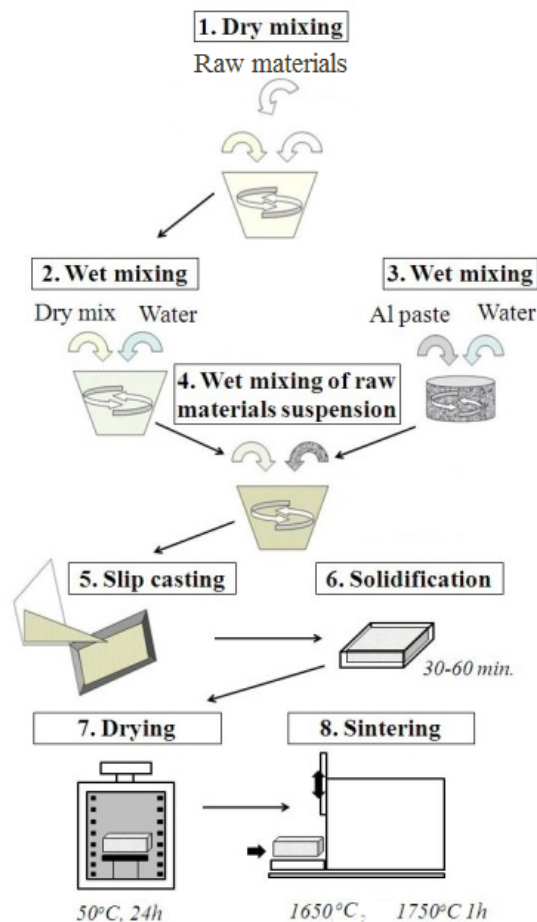 1. Dry mixing
Raw materials
2. Wet mixing
3. Wet mixing
Dry mix Water
Al paste Water
4. Wet mixing of raw
materials suspension
5. Slip casting
6. Solidification
30-60 min.
7. Drying
8. Sintering
50°C, 24h
1650°C, 1750°C 1h